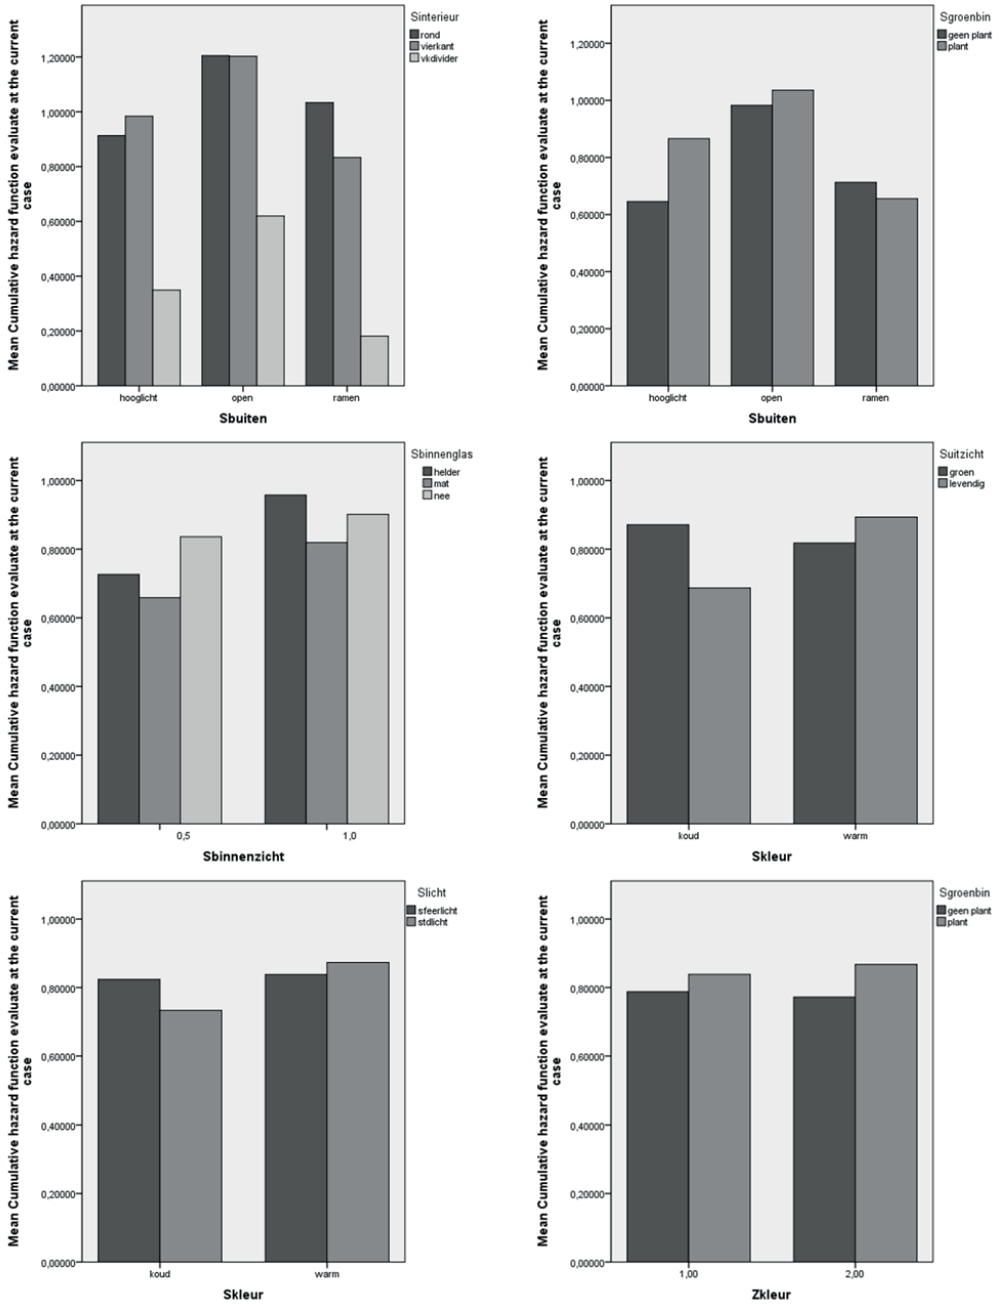 Mean Cumulative hazard function evaluate at the current
case
1,20000
1,00000
0,80000
0,60000
0,40000
0,20000
0,00000
hooglicht
open
ramen
Sbuiten
Sinterieur
rond
vierkant
vkdivider
Mean Cumulative hazard function evaluate at the current
case
1,20000
1,00000
0,80000
0,60000
0,40000
0,20000
0,00000
hooglicht
open
ramen
Sbuiten
Sgroenbin
geen plant
plant
Mean Cumulative hazard function evaluate at the current
case
1,00000
0,80000
0,60000
0,40000
0,20000
0,00000
0,5
1,0
Sbinnenzicht
Sbinnenglas
helder
mat
nee
Mean Cumulative hazard function evaluate at the current
case
1,00000
0,80000
0,60000
0,40000
0,20000
0,00000
koud
warm
Skleur
Suitzicht
groen
levendig
Mean Cumulative hazard function evaluate at the current
case
1,00000
0,80000
0,60000
0,40000
0,20000
0,00000
koud
warm
Skleur
Slicht
sfeerlicht
stdlicht
Mean Cumulative hazard function evaluate at the current
case
1,00000
0,80000
0,60000
0,40000
0,20000
0,00000
1,00
2,00
Zkleur
Sgroenbin
geen plant
plant